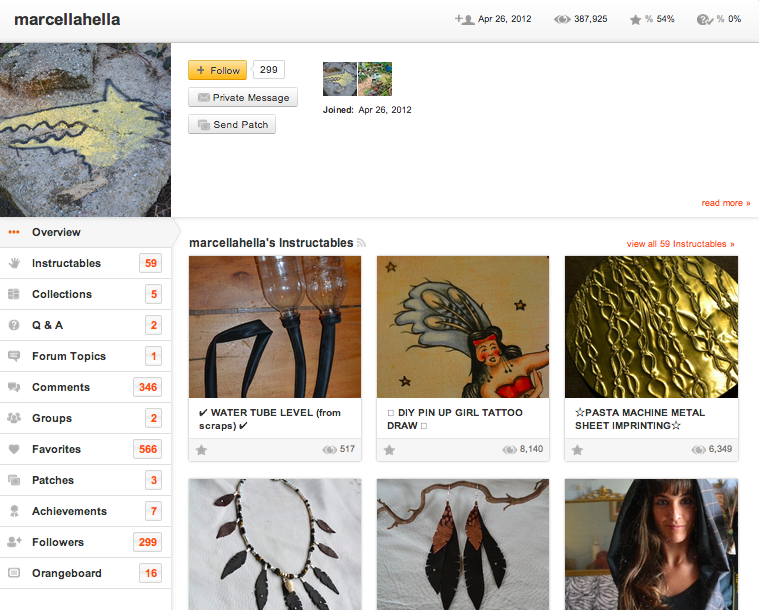 marcellahella
Apr 26, 2012
387,925
% 54%
% 0%
+ Follow
299
Private Message
Send Patch
Joined: Apr 26, 2012
read more »
Overview
Instructables 59
Collections 5
Q & A 2
Forum Topics 1
Comments 346
Groups 2
Favorites 566
Patches 3
Achievements 7
Followers 299
Orangeboard 16
marcellahella's Instructables
view all 59 Instructables »
✔ WATER TUBE LEVEL (from
scraps) ✔
517
□ DIY PIN UP GIRL TATTOO
DRAW □
8,140
☆PASTA MACHINE METAL
SHEET IMPRINTING☆
6,349